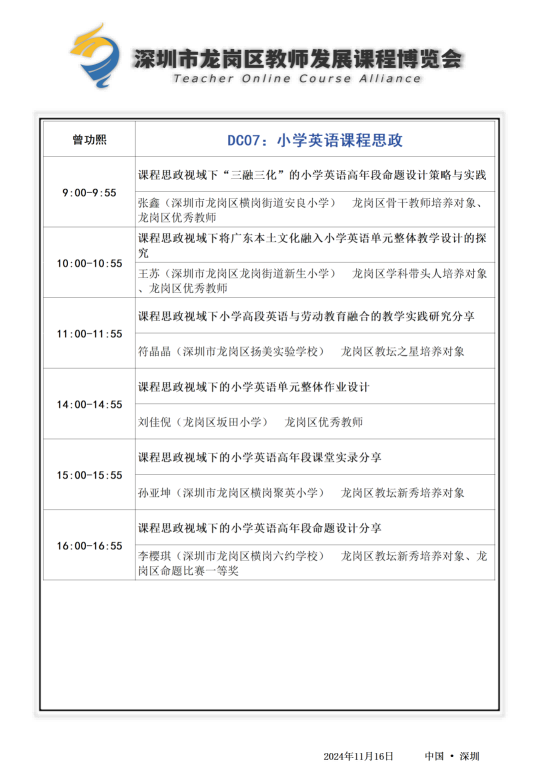 深圳市龙岗区教师发展课程博览会
Teacher Online Course Alliance
曾功熙
DC07：小学英语课程思政
9:00-9:55
课程思政视域下“三融三化”的小学英语高年段命题设计策略与实践
张鑫（深圳市龙岗区横岗街道安良小学） 龙岗区骨干教师培养对象、
龙岗区优秀教师
10:00-10:55
课程思政视域下将广东本土文化融入小学英语单元整体教学设计的探
究
王苏（深圳市龙岗区龙岗街道新生小学） 龙岗区学科带头人培养对象
、龙岗区优秀教师
11:00-11:55
课程思政视域下小学高段英语与劳动教育融合的教学实践研究分享
符晶晶（深圳市龙岗区扬美实验学校） 龙岗区教坛之星培养对象
14:00-14:55
课程思政视域下的小学英语单元整体作业设计
刘佳倪（龙岗区坂田小学） 龙岗区优秀教师
15:00-15:55
课程思政视域下的小学英语高年段课堂实录分享
孙亚坤（深圳市龙岗区横岗聚英小学） 龙岗区教坛新秀培养对象
16:00-16:55
课程思政视域下的小学英语高年段命题设计分享
李樱琪（深圳市龙岗区横岗六约学校） 龙岗区教坛新秀培养对象、龙
岗区命题比赛一等奖
2024年11月16日 中国 • 深圳